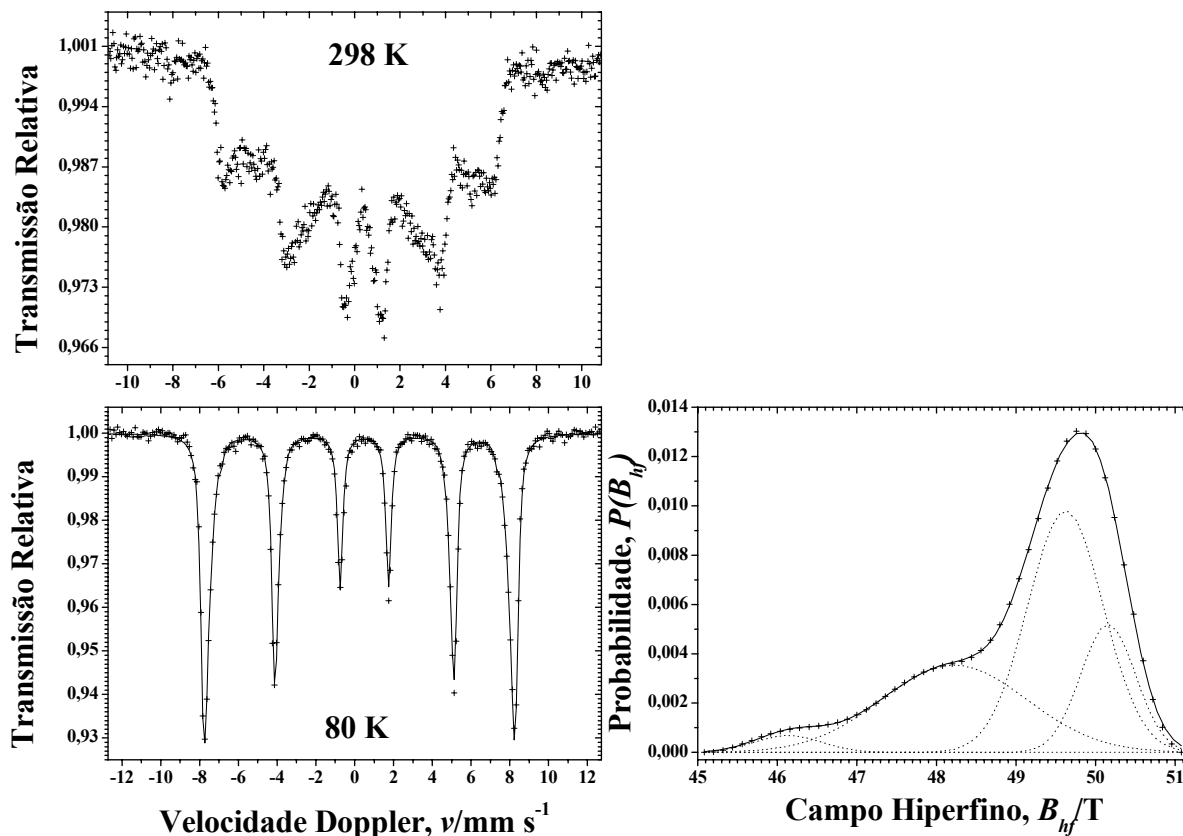 Transmissão Relativa
1,001
0,994
0,987
0,980
0,973
0,966
298 K
-10 -8 -6 -4 -2 0 2 4 6 8 10
Transmissão Relativa
1,00
0,99
0,98
0,97
0,96
0,95
0,94
0,93
80 K
-12 -10 -8 -6 -4 -2 0 2 4 6 8 10 12
Velocidade Doppler, v/mm s⁻¹
Probabilidade, P(B_hf)
0,014
0,012
0,010
0,008
0,006
0,004
0,002
0,000
45 46 47 48 49 50 51
Campo Hiperfino, B_hf/T